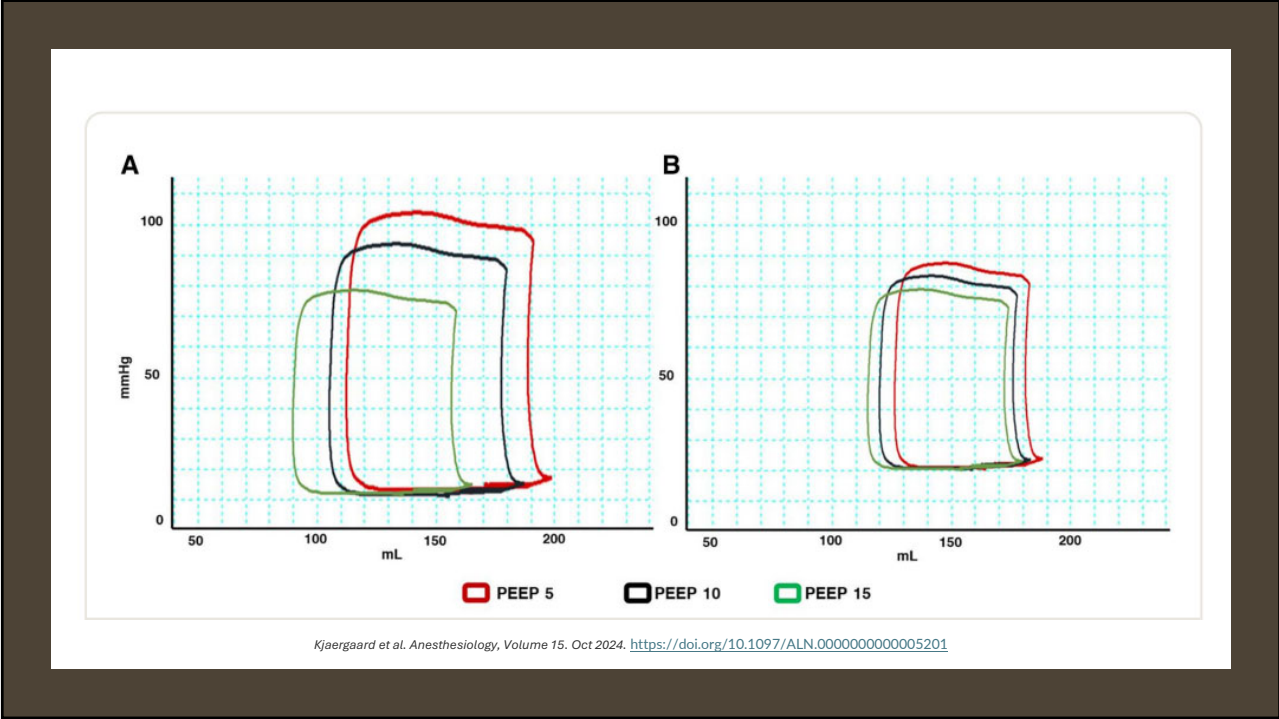 A
B
100
100
50
50
mmHg
0
0
50
100
150
200
50
100
150
200
mL
mL
PEEP 5
PEEP 10
PEEP 15
Kjaergaard et al. Anesthesiology, Volume 15. Oct 2024. https://doi.org/10.1097/ALN.0000000000005201